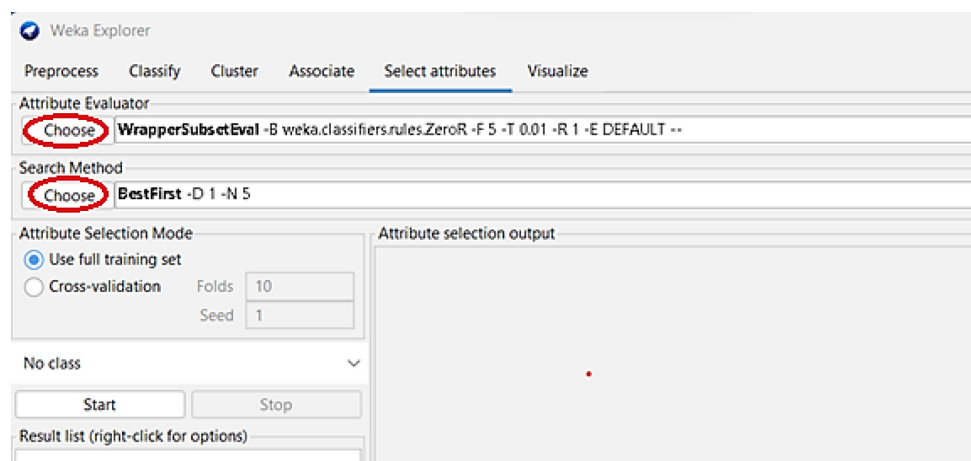 Weka Explorer
Preprocess Classify Cluster Associate Select attributes Visualize
Attribute Evaluator
Choose WrapperSubsetEval -B weka.classifiers.rules.ZeroR -F 5 -T 0.01 -R 1 -E DEFAULT --
Search Method
Choose BestFirst -D 1 -N 5
Attribute Selection Mode
Use full training set
Cross-validation Folds 10
Seed 1
Attribute selection output
No class
Start Stop
Result list (right-click for options)